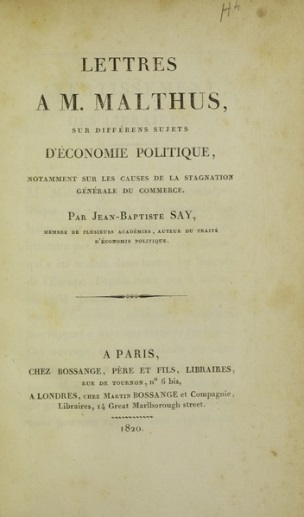 LETTRES
A M. MALTHUS,
SUR DIFFÉRENS SUJETS
D'ÉCONOMIE POLITIQUE,
NOTAMMENT SUR LES CAUSES DE LA STAGNATION
GÉNÉRALE DU COMMERCE.
PAR JEAN-BAPTISTE SAY,
MEMBRE DE PLUSIEURS ACADÉMIES, AUTEUR DU TRAITÉ
D'ÉCONOMIE POLITIQUE.
A PARIS,
CHEZ BOSSANGE, PÈRE ET FILS, LIBRAIRES,
RUE DE TOURNON, n° 6 bis,
A LONDRES, CHEZ MARTIN BOSSANGE et Compagnie,
Libraires, 14 Great Marlborough street.
1820.